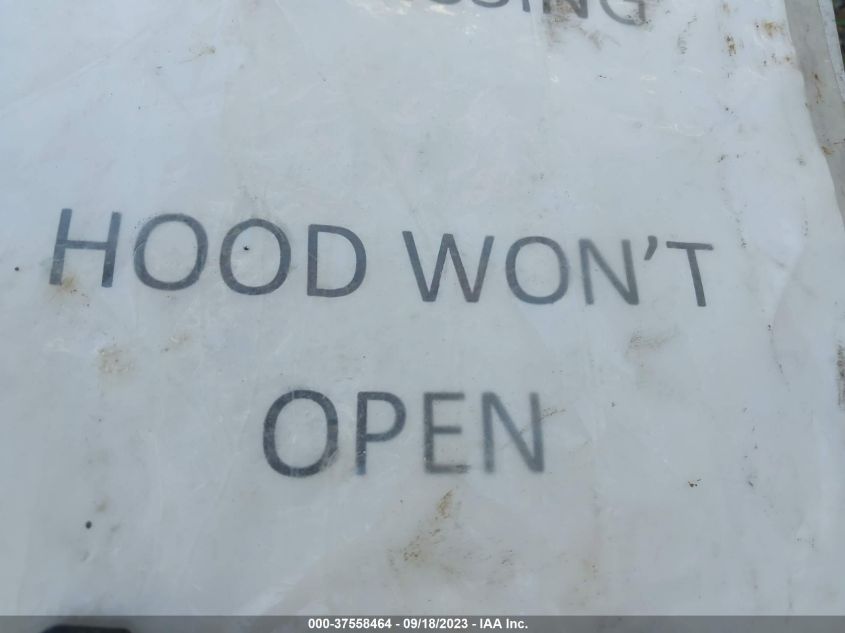 HOOD WON'T
OPEN
000-37558464 - 09/18/2023 - IAA Inc.